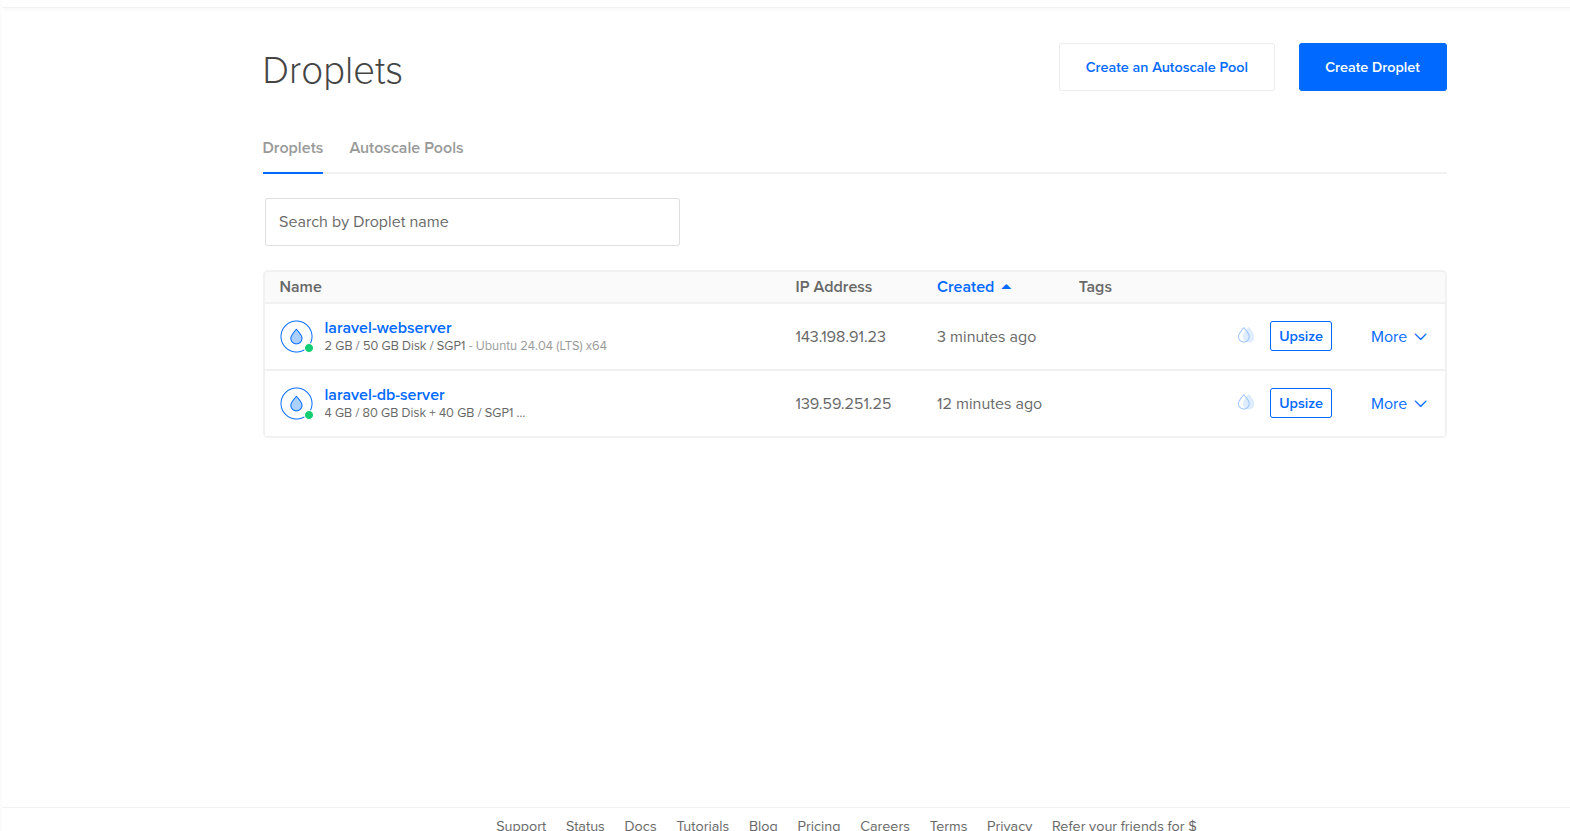 Droplets
Create an Autoscale Pool
Create Droplet
Droplets
Autoscale Pools
Search by Droplet name
Name IP Address Created Tags
laravel-webserver
2 GB / 50 GB Disk / SGP1 - Ubuntu 24.04 (LTS) x64
143.198.91.23
3 minutes ago
Upsize
More
laravel-db-server
4 GB / 80 GB Disk + 40 GB / SGP1 ...
139.59.251.25
12 minutes ago
Upsize
More
Support Status Docs Tutorials Blog Pricing Careers Terms Privacy Refer your friends for $